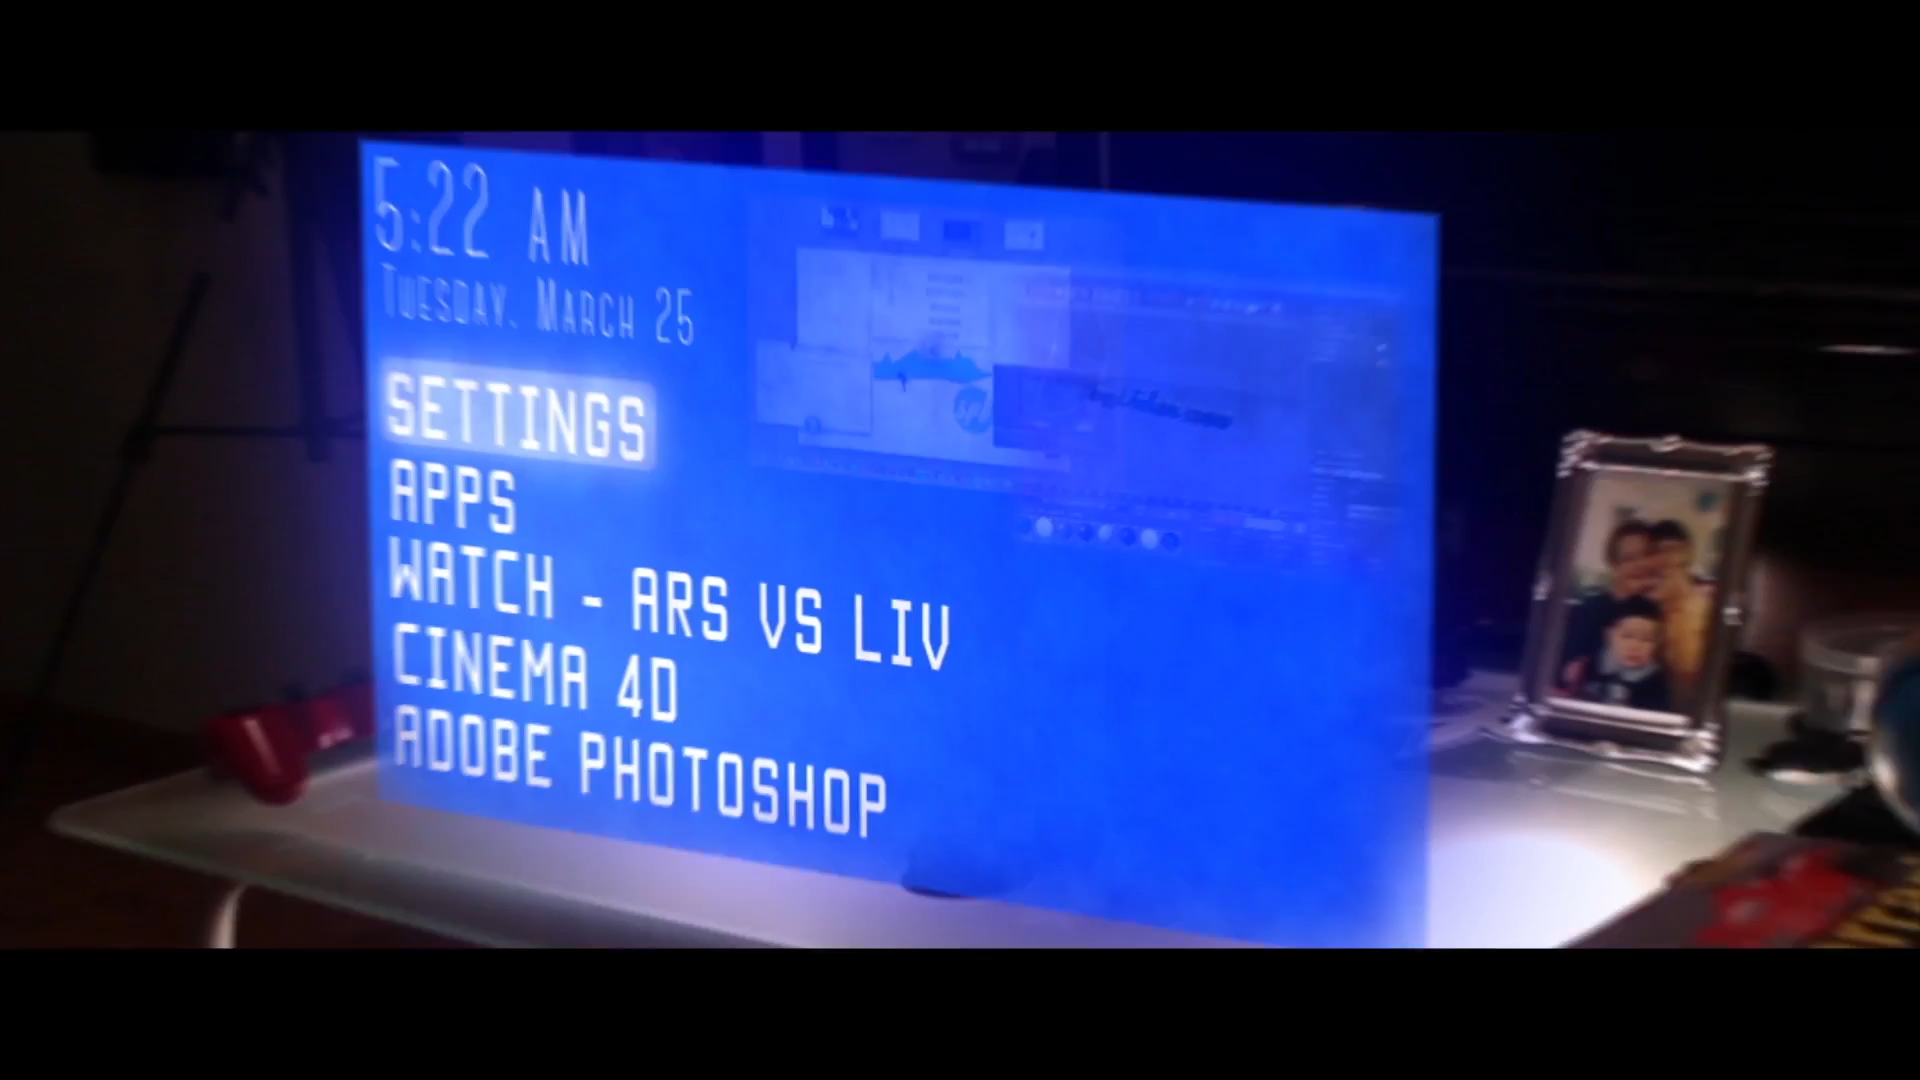 5:22 AM
Tuesday, March 25
SETTINGS
APPS
WATCH - ARS VS LIV
CINEMA 4D
ADOBE PHOTOSHOP